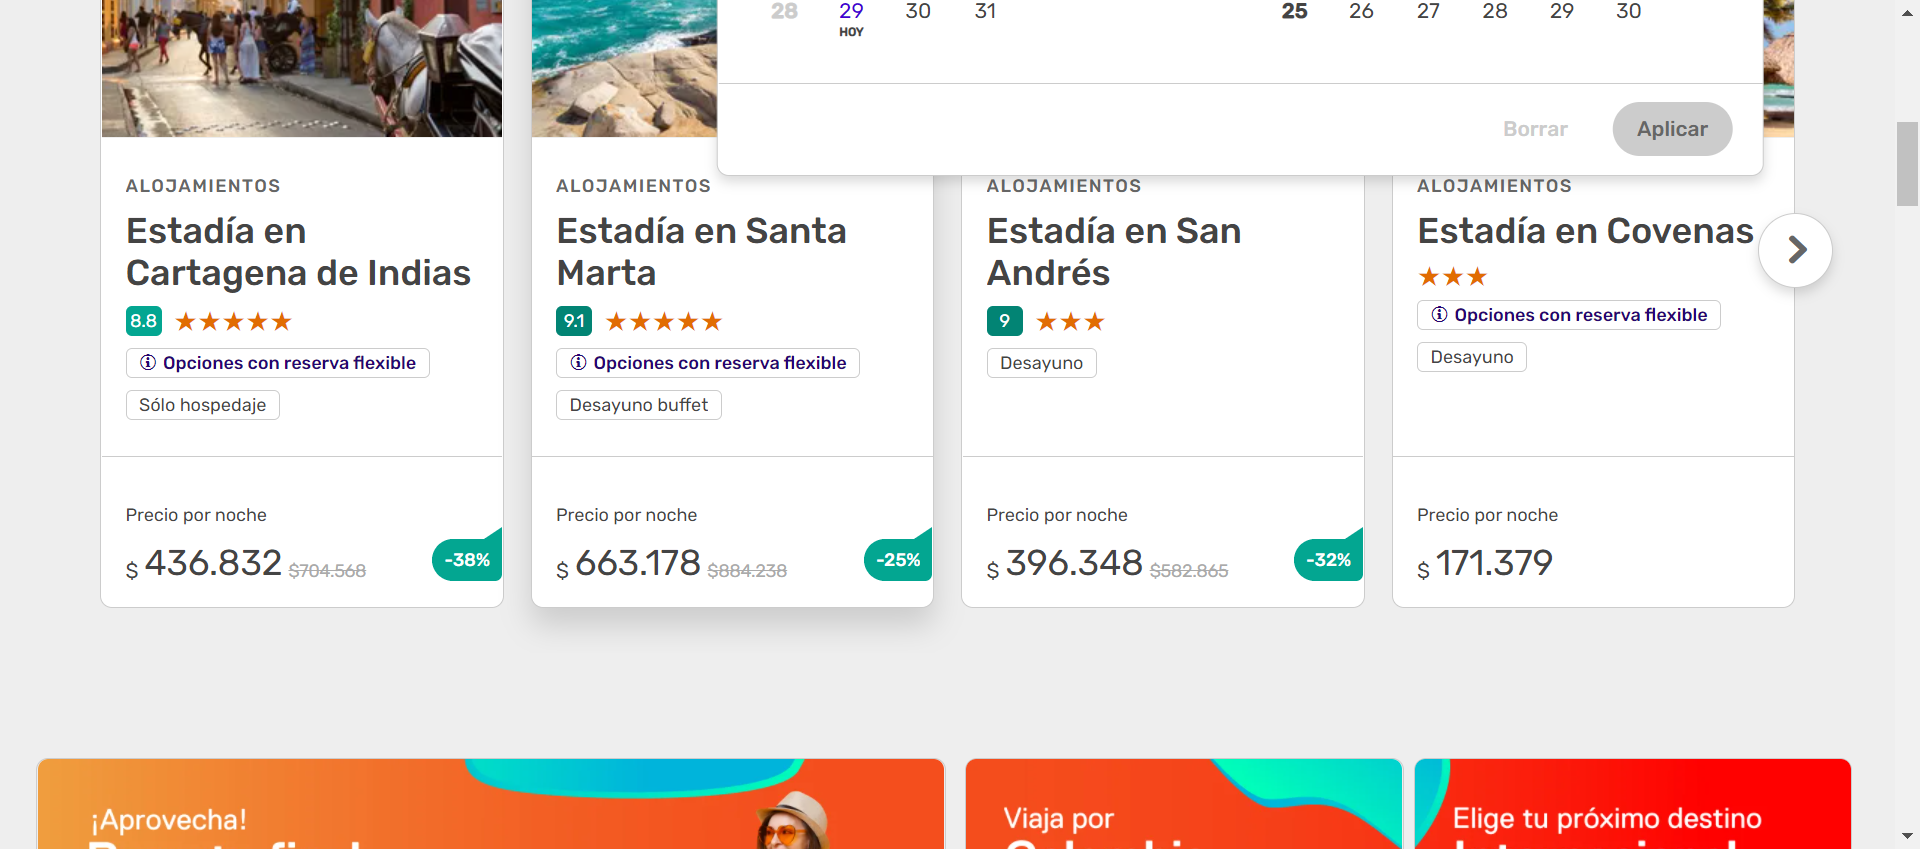 28 29 30 31 25 26 27 28 29 30
HOY
Borrar Aplicar
ALOJAMIENTOS
Estadía en
Cartagena de Indias
8.8
Opciones con reserva flexible
Sólo hospedaje
Precio por noche
$ 436.832 $704.568
-38%
ALOJAMIENTOS
Estadía en Santa
Marta
9.1
Opciones con reserva flexible
Desayuno buffet
Precio por noche
$ 663.178 $884.238
-25%
ALOJAMIENTOS
Estadía en San
Andrés
9
Desayuno
Precio por noche
$ 396.348 $582.865
-32%
ALOJAMIENTOS
Estadía en Covenas
Opciones con reserva flexible
Desayuno
Precio por noche
$ 171.379
¡Aprovecha!
Viaja por
Elige tu próximo destino